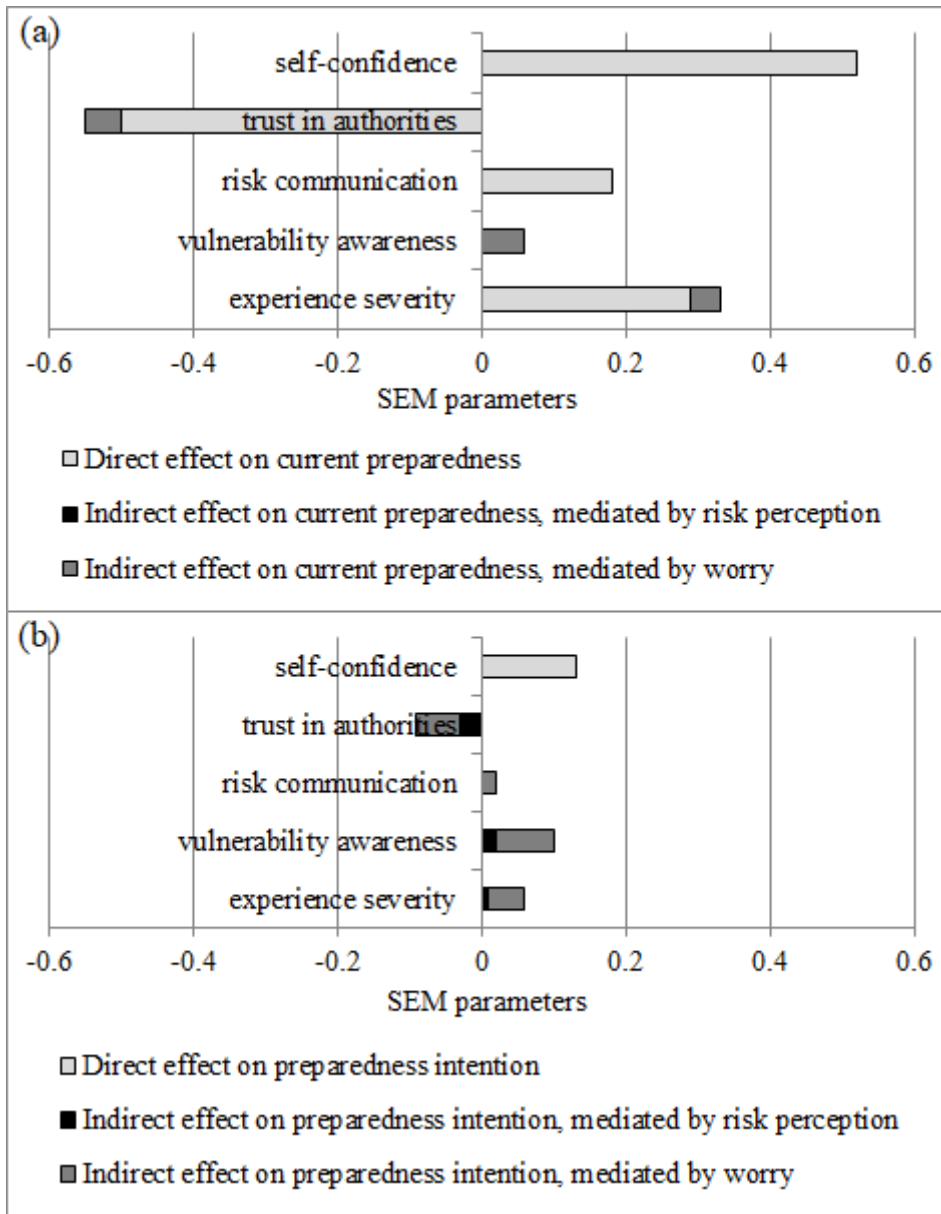 (a)
self-confidence
trust in authorities
risk communication
vulnerability awareness
experience severity
-0.6 -0.4 -0.2 0 0.2 0.4 0.6
SEM parameters
Direct effect on current preparedness
Indirect effect on current preparedness, mediated by risk perception
Indirect effect on current preparedness, mediated by worry
(b)
self-confidence
trust in authorities
risk communication
vulnerability awareness
experience severity
-0.6 -0.4 -0.2 0 0.2 0.4 0.6
SEM parameters
Direct effect on preparedness intention
Indirect effect on preparedness intention, mediated by risk perception
Indirect effect on preparedness intention, mediated by worry